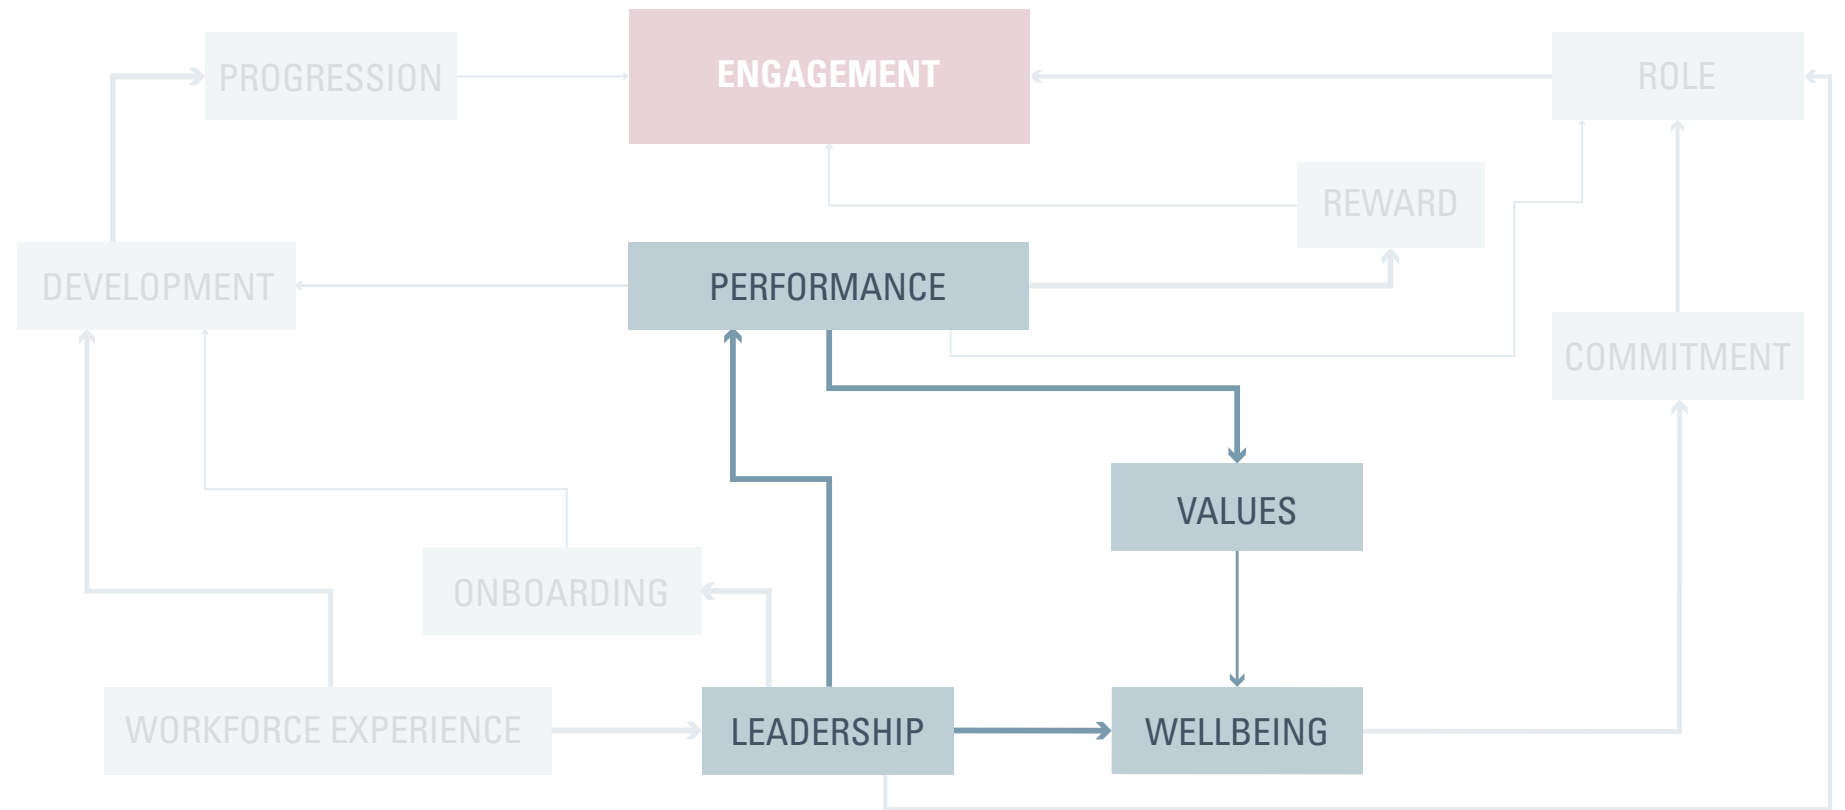 PROGRESSION
ENGAGEMENT
ROLE
REWARD
DEVELOPMENT
PERFORMANCE
COMMITMENT
VALUES
ONBOARDING
WORKFORCE EXPERIENCE
LEADERSHIP
WELLBEING